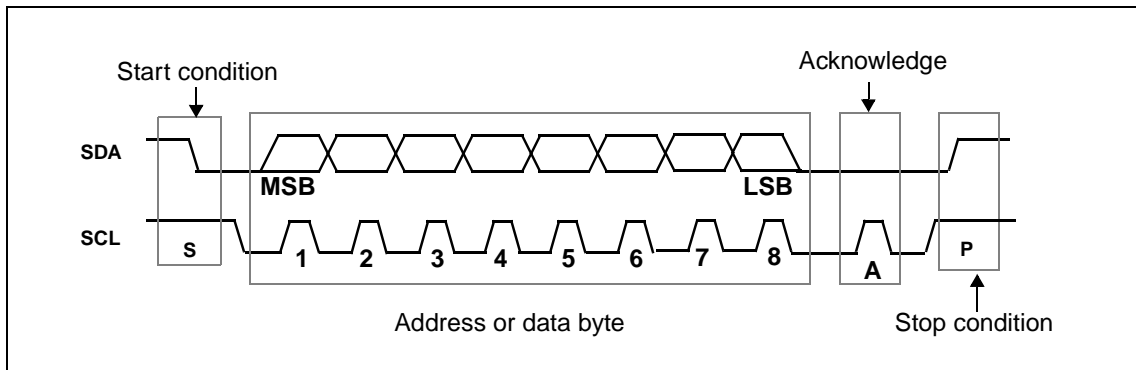 Start condition
Acknowledge
SDA
MSB
LSB
SCL
S
1 2 3 4 5 6 7 8
A
P
Address or data byte
Stop condition